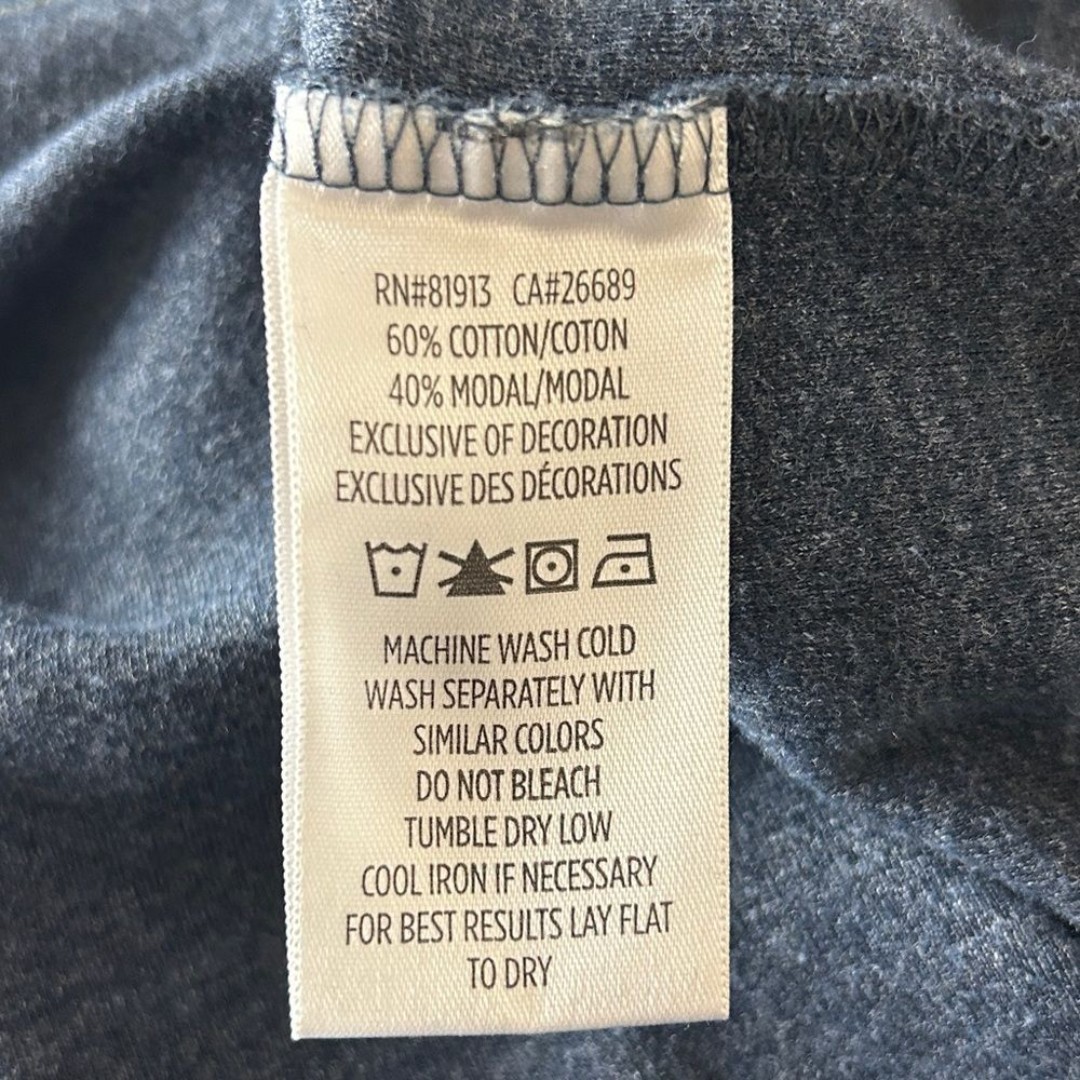 RN#81913 CA#26689
60% COTTON/COTON
40% MODAL/MODAL
EXCLUSIVE OF DECORATION
EXCLUSIVE DES DÉCORATIONS
MACHINE WASH COLD
WASH SEPARATELY WITH
SIMILAR COLORS
DO NOT BLEACH
TUMBLE DRY LOW
COOL IRON IF NECESSARY
FOR BEST RESULTS LAY FLAT
TO DRY